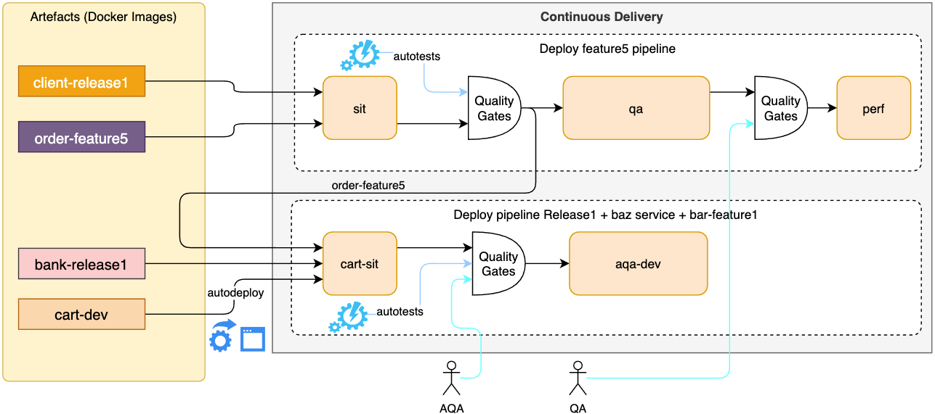 Artefacts (Docker Images)
Continuous Delivery
Deploy feature5 pipeline
autotests
client-release1
order-feature5
sit
Quality
Gates
qa
Quality
Gates
perf
order-feature5
Deploy pipeline Release1 + baz service + bar-feature1
bank-release1
cart-dev
autodeploy
cart-sit
autotests
Quality
Gates
aqa-dev
AQA
QA